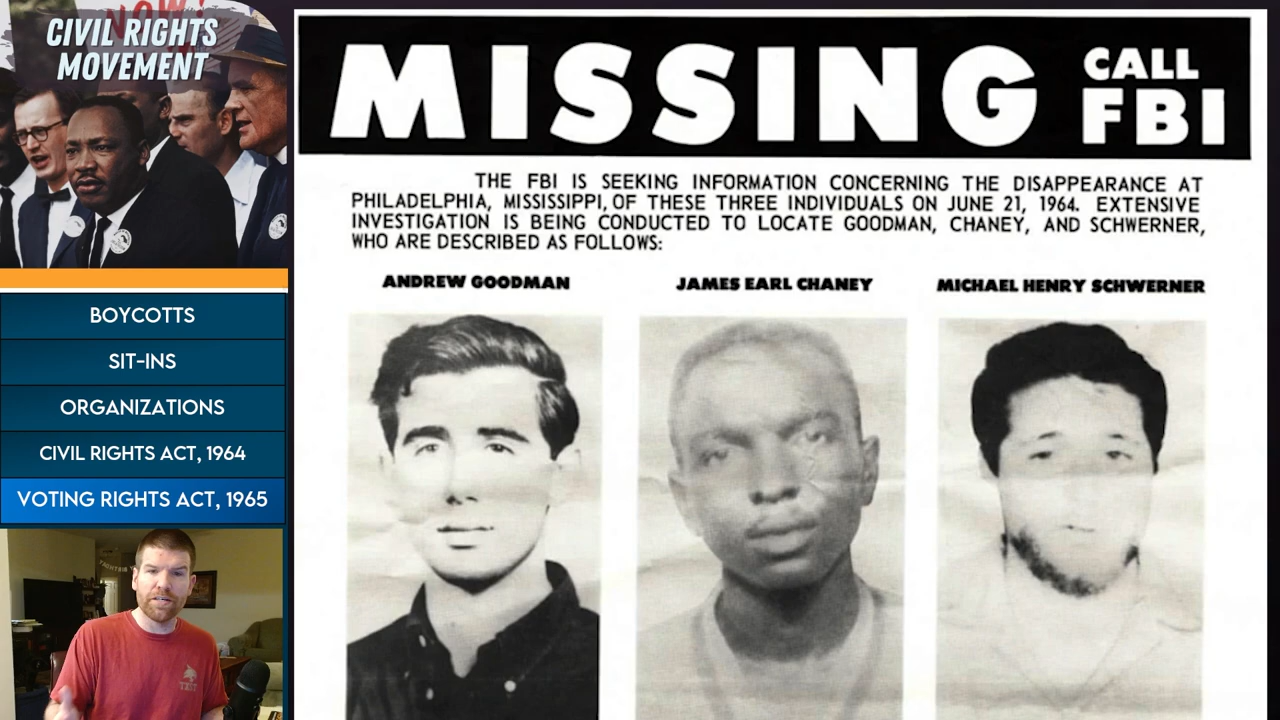 NOW!
CIVIL RIGHTS
MOVEMENT
BOYCOTTS
SIT-INS
ORGANIZATIONS
CIVIL RIGHTS ACT, 1964
VOTING RIGHTS ACT, 1965
TXST
MISSING CALL
FBI
THE FBI IS SEEKING INFORMATION CONCERNING THE DISAPPEARANCE AT
PHILADELPHIA, MISSISSIPPI, OF THESE THREE INDIVIDUALS ON JUNE 21, 1964. EXTENSIVE
INVESTIGATION IS BEING CONDUCTED TO LOCATE GOODMAN, CHANEY, AND SCHWERNER,
WHO ARE DESCRIBED AS FOLLOWS:
ANDREW GOODMAN
JAMES EARL CHANEY
MICHAEL HENRY SCHWERNER